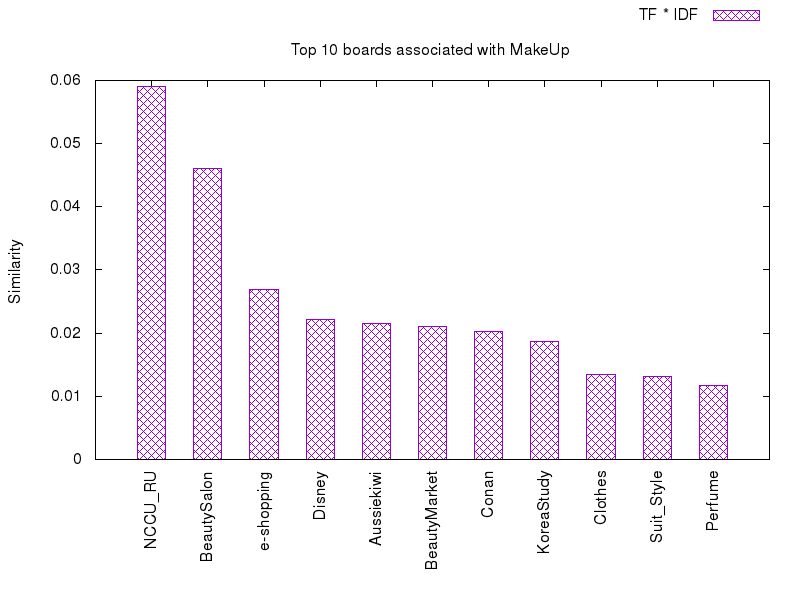 TF * IDF
Top 10 boards associated with MakeUp
Similarity
0.06
0.05
0.04
0.03
0.02
0.01
0
NCCU_RU
BeautySalon
e-shopping
Disney
Aussiekiwi
BeautyMarket
Conan
KoreaStudy
Clothes
Suit_Style
Perfume